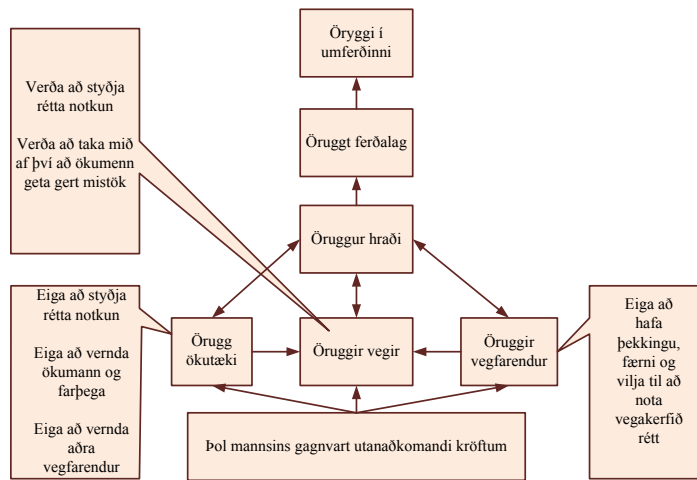 Öryggi í
umferðinni
Verða að styðja
rétta notkun
Verða að taka mið
af því að ökumenn
geta gert mistök
Öruggt ferðalag
Öruggur hraði
Eiga að styðja
rétta notkun
Eiga að vernda
ökumann og
farþega
Eiga að vernda
aðra
vegfarendur
Örugg
ökutæki
Öruggir vegir
Öruggir
vegfarendur
Eiga að
hafa
þekkingu,
færni og
vilja til að
nota
vegakerfið
rétt
Þol mannsins gagnvart utanaðkomandi kröftum